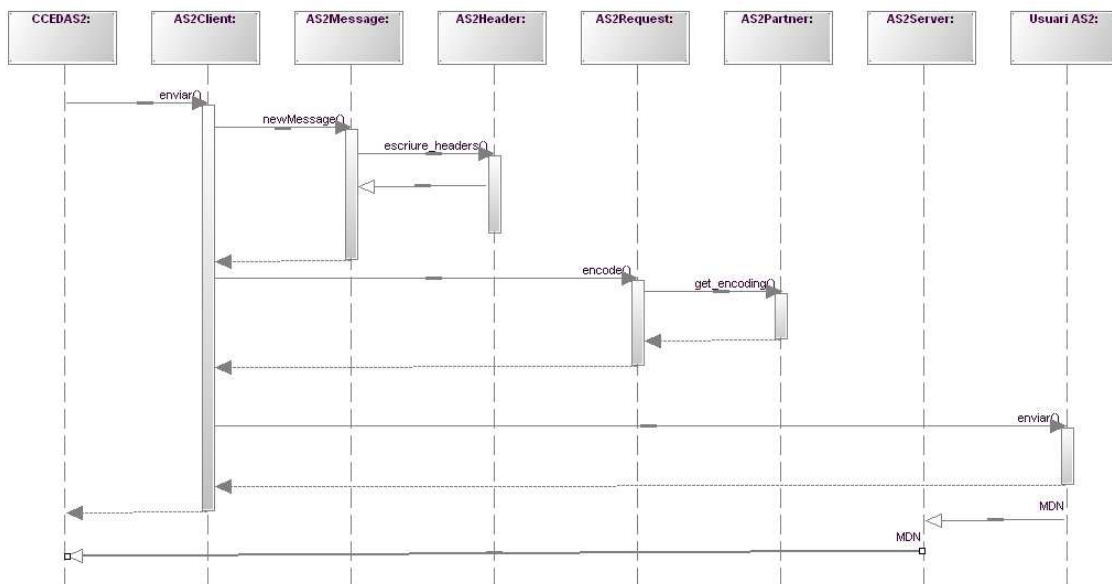 CCEDAS2:
AS2Client:
AS2Message:
AS2Header:
AS2Request:
AS2Partner:
AS2Server:
Usuari AS2:
enviar()
newMessage()
escriure_headers()
encode()
get_encoding()
enviar()
MDN
MDN